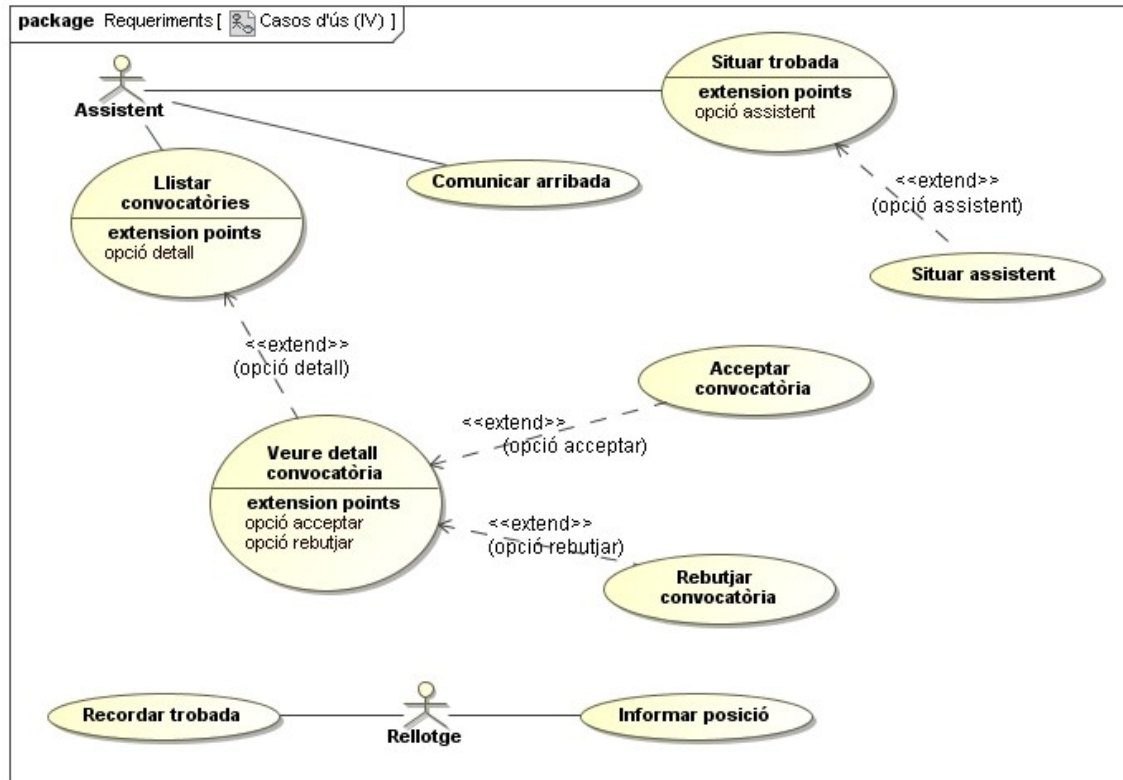 package Requeriments [ Casos d'ús (IV) ]
Assistent
Situar trobada
extension points
opció assistent
Llistar
convocatòries
extension points
opció detall
Comunicar arribada
<<extend>>
(opció assistent)
Situar assistent
<<extend>>
(opció detall)
Acceptar
convocatòria
<<extend>>
(opció acceptar)
Veure detall
convocatòria
extension points
opció acceptar
opció rebutjar
<<extend>>
(opció rebutjar)
Rebutjar
convocatòria
Recordar trobada
Rellotge
Informar posició